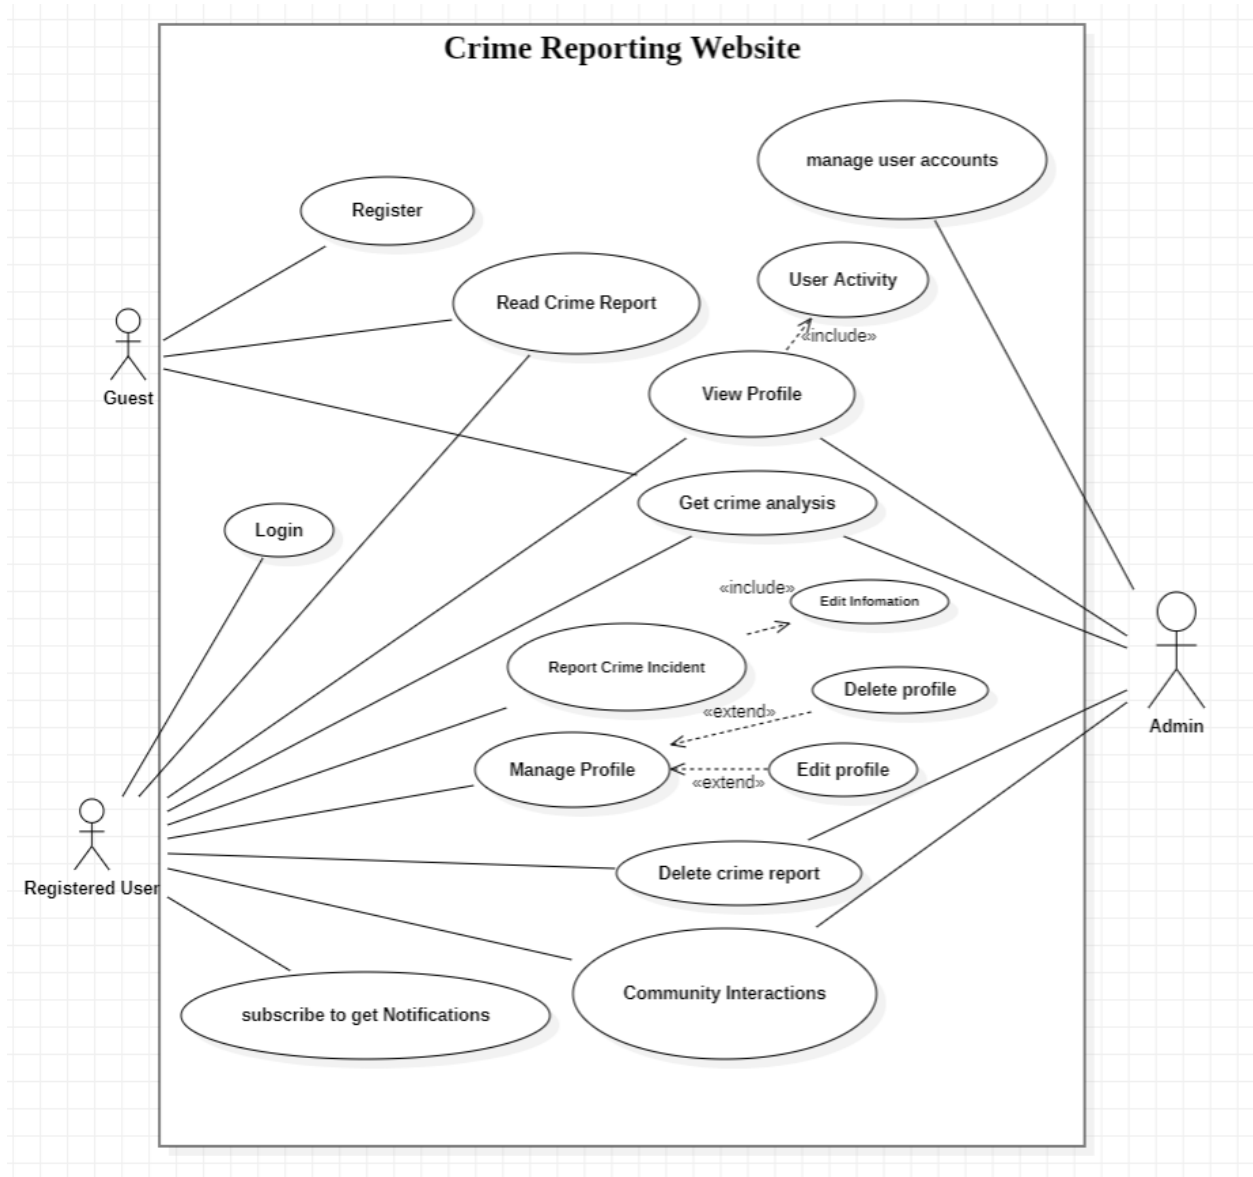 Crime Reporting Website
manage user accounts
Register
User Activity
Read Crime Report
«include»
Guest
View Profile
Get crime analysis
Login
«include»
Edit Infomation
Report Crime Incident
Delete profile
«extend»
Admin
Manage Profile
Edit profile
«extend»
Delete crime report
Registered User
Community Interactions
subscribe to get Notifications